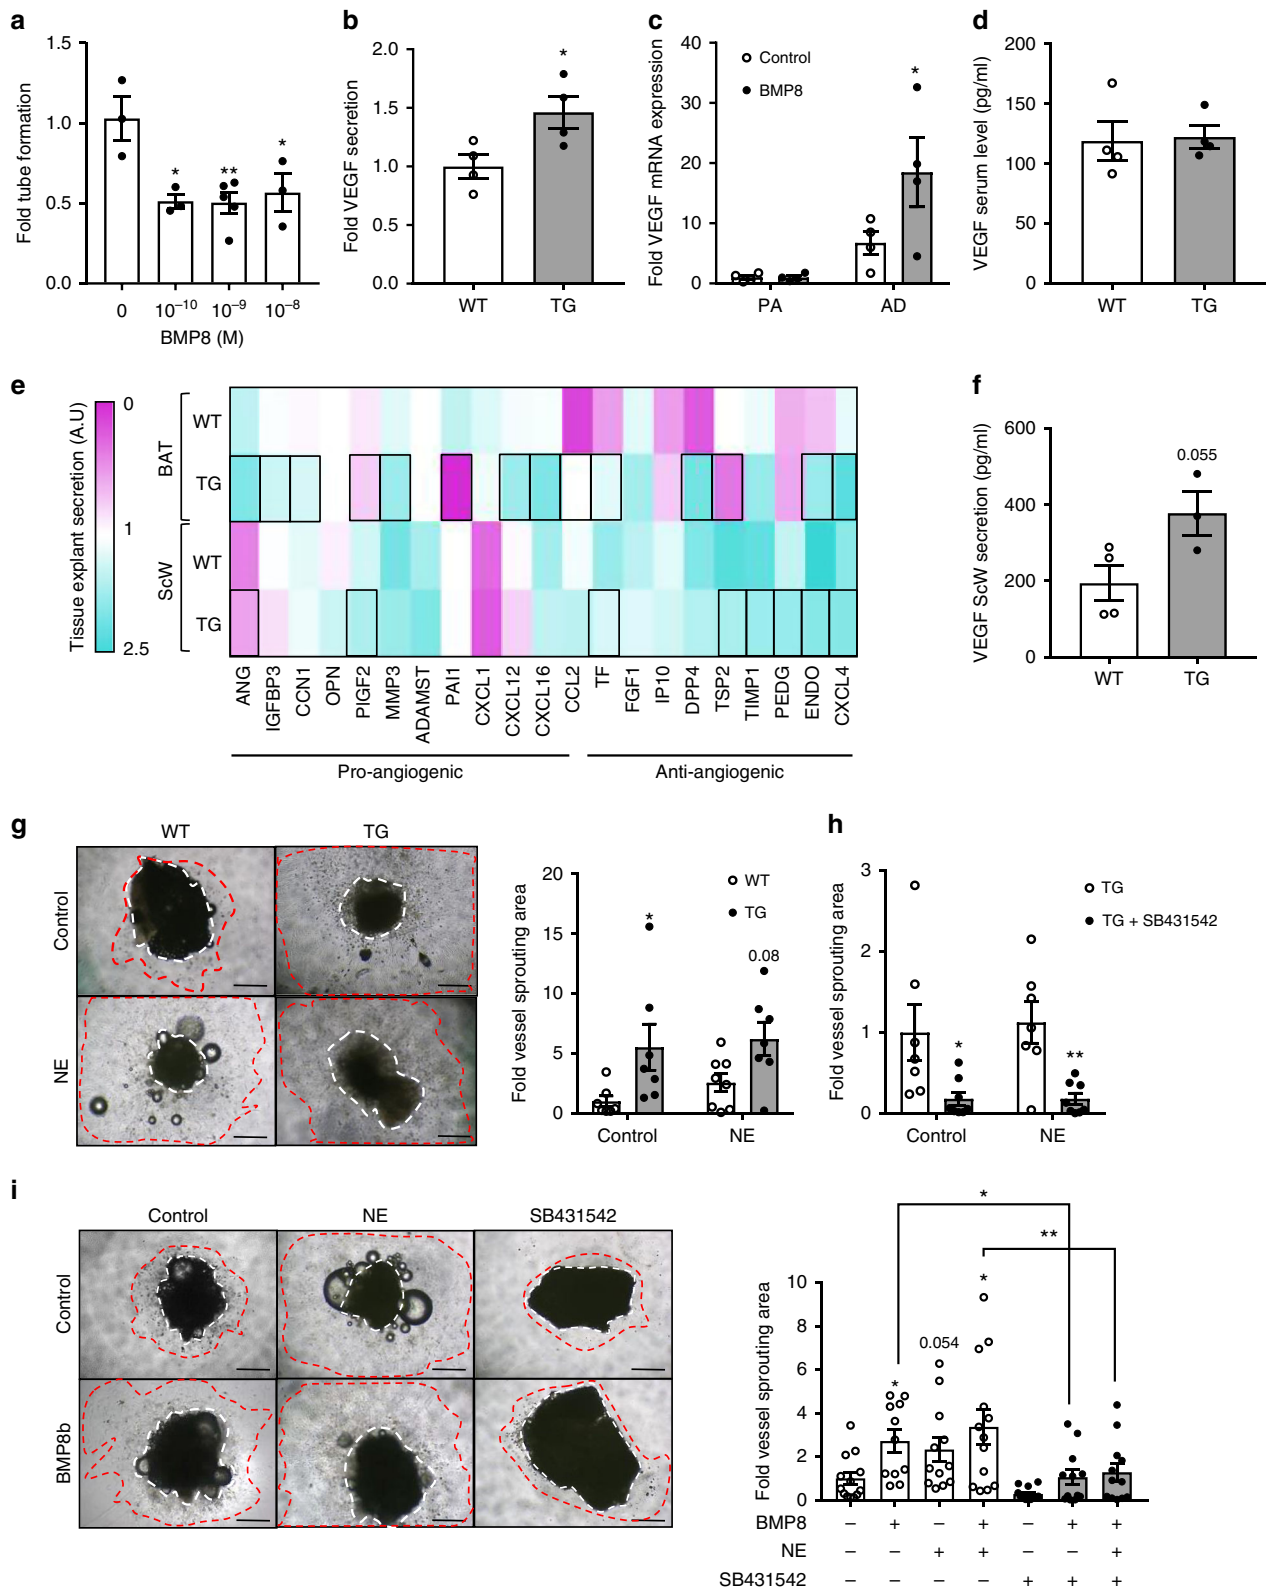 a
Fold tube formation
1.5
1.0
0.5
0.0
*
**
*
0
10⁻¹⁰
10⁻⁹
10⁻⁸
BMP8 (M)
b
Fold VEGF secretion
2.0
1.5
1.0
0.5
0.0
*
WT
TG
c
Fold VEGF mRNA expression
40
30
20
10
0
Control
BMP8
*
PA
AD
d
VEGF serum level (pg/ml)
200
150
100
50
0
WT
TG
e
Tissue explant secretion (A.U)
0
1
2.5
BAT
ScW
WT
TG
WT
TG
ANG
IGFBP3
CCN1
OPN
PIGF2
MMP3
ADAMST
PAI1
CXCL1
CXCL12
CXCL16
CCL2
TF
FGF1
IP10
DPP4
TSP2
TIMP1
PEDG
ENDO
CXCL4
Pro-angiogenic
Anti-angiogenic
f
VEGF ScW secretion (pg/ml)
600
400
200
0
0.055
WT
TG
g
WT
TG
Control
NE
Fold vessel sprouting area
20
15
10
5
0
WT
TG
*
0.08
Control
NE
h
Fold vessel sprouting area
3
2
1
0
TG
TG + SB431542
*
**
Control
NE
i
Control
NE
SB431542
Control
BMP8b
Fold vessel sprouting area
10
8
6
4
2
0
*
**
*
0.054
*
BMP8 – + – + – + +
NE – – + + – – +
SB431542 – – – – + + +